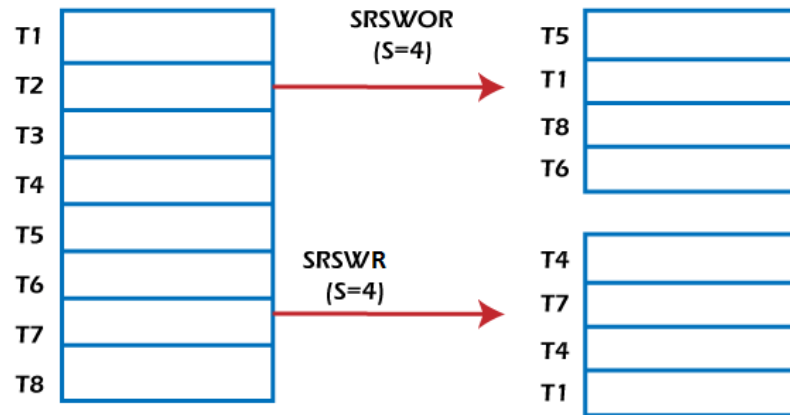 T1
T2
T3
T4
T5
T6
T7
T8
SRSWOR
(S=4)
SRSWR
(S=4)
T5
T1
T8
T6
T4
T7
T4
T1